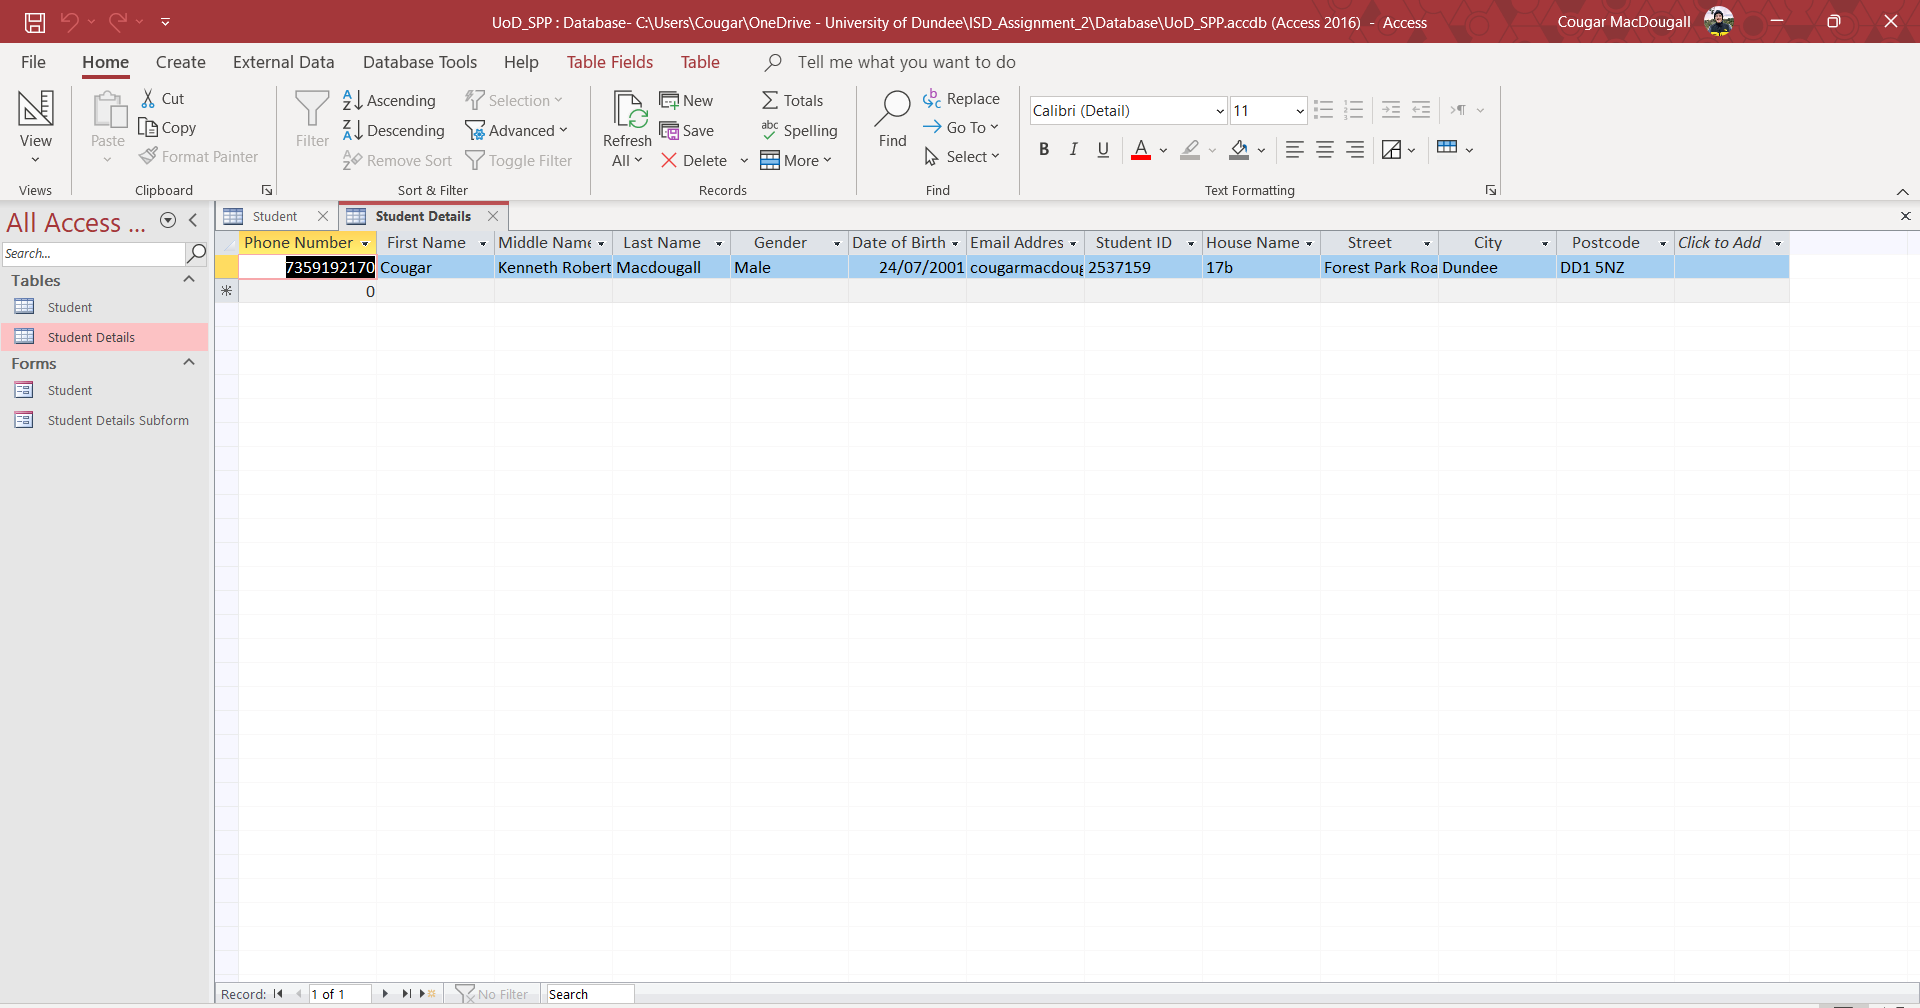 UoD_SPP : Database- C:\Users\Cougar\OneDrive - University of Dundee\ISD_Assignment_2\Database\UoD_SPP.accdb (Access 2016) - Access
Cougar MacDougall
File Home Create External Data Database Tools Help Table Fields Table Tell me what you want to do
View
Views
Paste
Cut
Copy
Format Painter
Clipboard
Filter
Ascending
Descending
Remove Sort
Selection
Advanced
Toggle Filter
Sort & Filter
Refresh
All
New
Save
Delete
Totals
Spelling
More
Records
Find
Replace
Go To
Select
Find
Calibri (Detail) 11
B I U A
Text Formatting
All Access ...
Search...
Tables
Student
Student Details
Forms
Student
Student Details Subform
Student Student Details
Phone Number First Name Middle Name Last Name Gender Date of Birth Email Addres Student ID House Name Street City Postcode Click to Add
7359192170 Cougar Kenneth Robert Macdougall Male 24/07/2001 cougarmacdoug 2537159 17b Forest Park Roa Dundee DD1 5NZ
0
Record: 1 of 1 No Filter Search